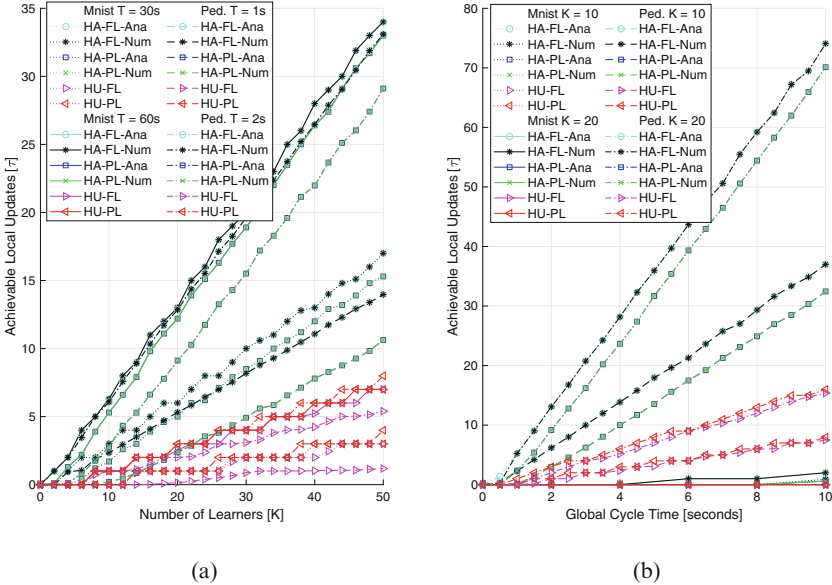 35
30
25
20
15
10
5
0
Achievable Local Updates [τ]
Mnist T = 30s
HA-FL-Ana
HA-FL-Num
HA-PL-Ana
HA-PL-Num
HU-FL
HU-PL
Mnist T = 60s
HA-FL-Ana
HA-FL-Num
HA-PL-Ana
HA-PL-Num
HU-FL
HU-PL
Ped. T = 1s
HA-FL-Ana
HA-FL-Num
HA-PL-Ana
HA-PL-Num
HU-FL
HU-PL
Ped. T = 2s
HA-FL-Ana
HA-FL-Num
HA-PL-Ana
HA-PL-Num
HU-FL
HU-PL
0 10 20 30 40 50
Number of Learners [K]
(a)
80
70
60
50
40
30
20
10
0
Achievable Local Updates [τ]
Mnist K = 10
HA-FL-Ana
HA-FL-Num
HA-PL-Ana
HA-PL-Num
HU-FL
HU-PL
Mnist K = 20
HA-FL-Ana
HA-FL-Num
HA-PL-Ana
HA-PL-Num
HU-FL
HU-PL
Ped. K = 10
HA-FL-Ana
HA-FL-Num
HA-PL-Ana
HA-PL-Num
HU-FL
HU-PL
Ped. K = 20
HA-FL-Ana
HA-FL-Num
HA-PL-Ana
HA-PL-Num
HU-FL
HU-PL
0 2 4 6 8 10
Global Cycle Time [seconds]
(b)